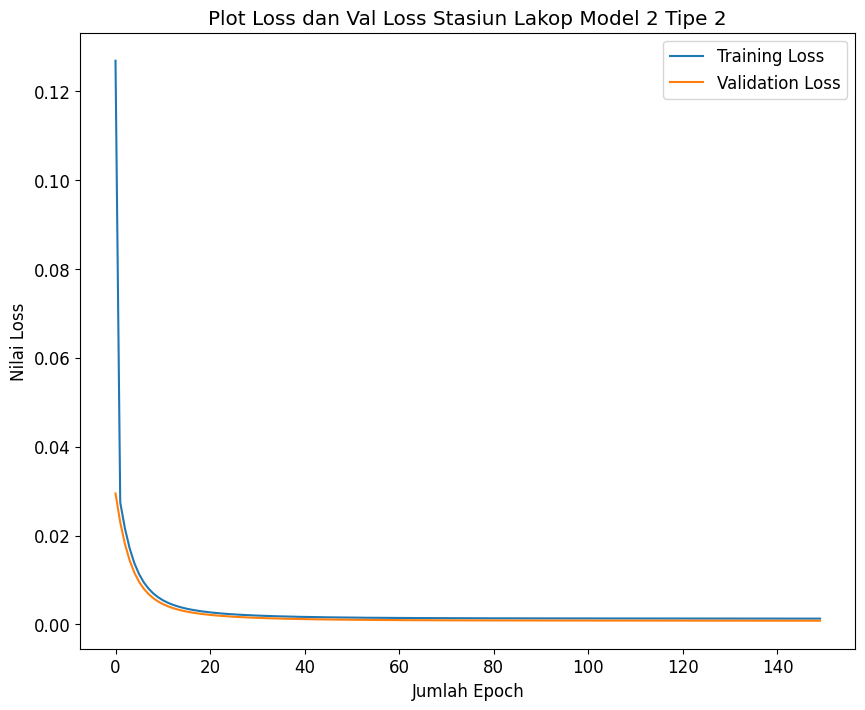 Plot Loss dan Val Loss Stasiun Lakop Model 2 Tipe 2
Training Loss
Validation Loss
0.12
0.10
0.08
0.06
0.04
0.02
0.00
Nilai Loss
0 20 40 60 80 100 120 140
Jumlah Epoch